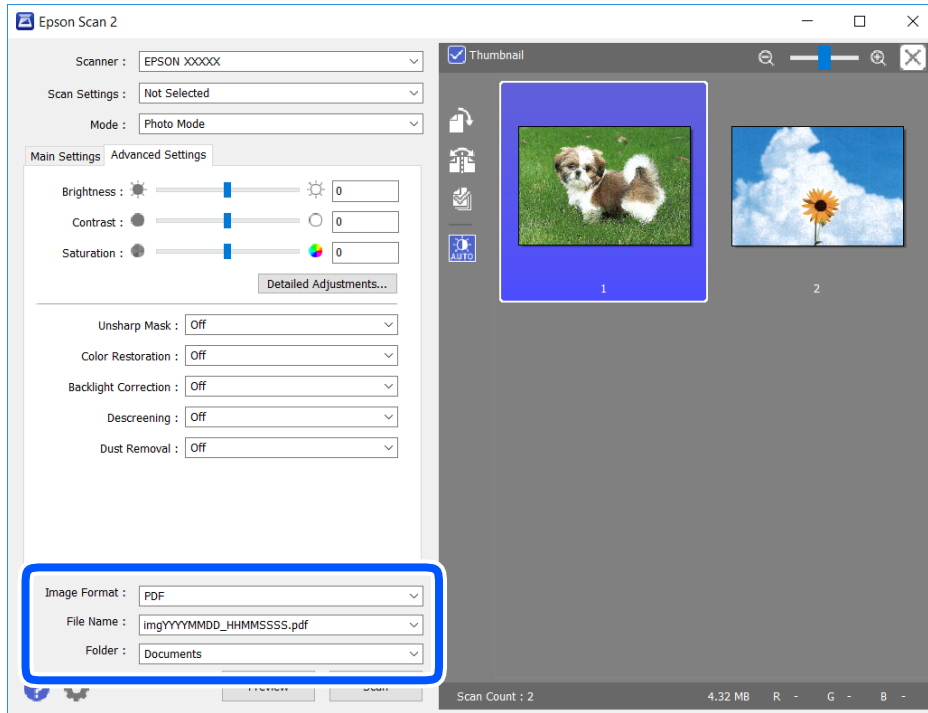 Epson Scan 2
Scanner : EPSON XXXXX
Scan Settings : Not Selected
Mode : Photo Mode
Main Settings Advanced Settings
Brightness : 0
Contrast : 0
Saturation : 0
Detailed Adjustments...
Unsharp Mask : Off
Color Restoration : Off
Backlight Correction : Off
Descreening : Off
Dust Removal : Off
Image Format : PDF
File Name : imgYYYYMMDD_HHMMSSSS.pdf
Folder : Documents
Preview Scan
Thumbnail
AUTO
1 2
Scan Count : 2 4.32 MB R - G - B -